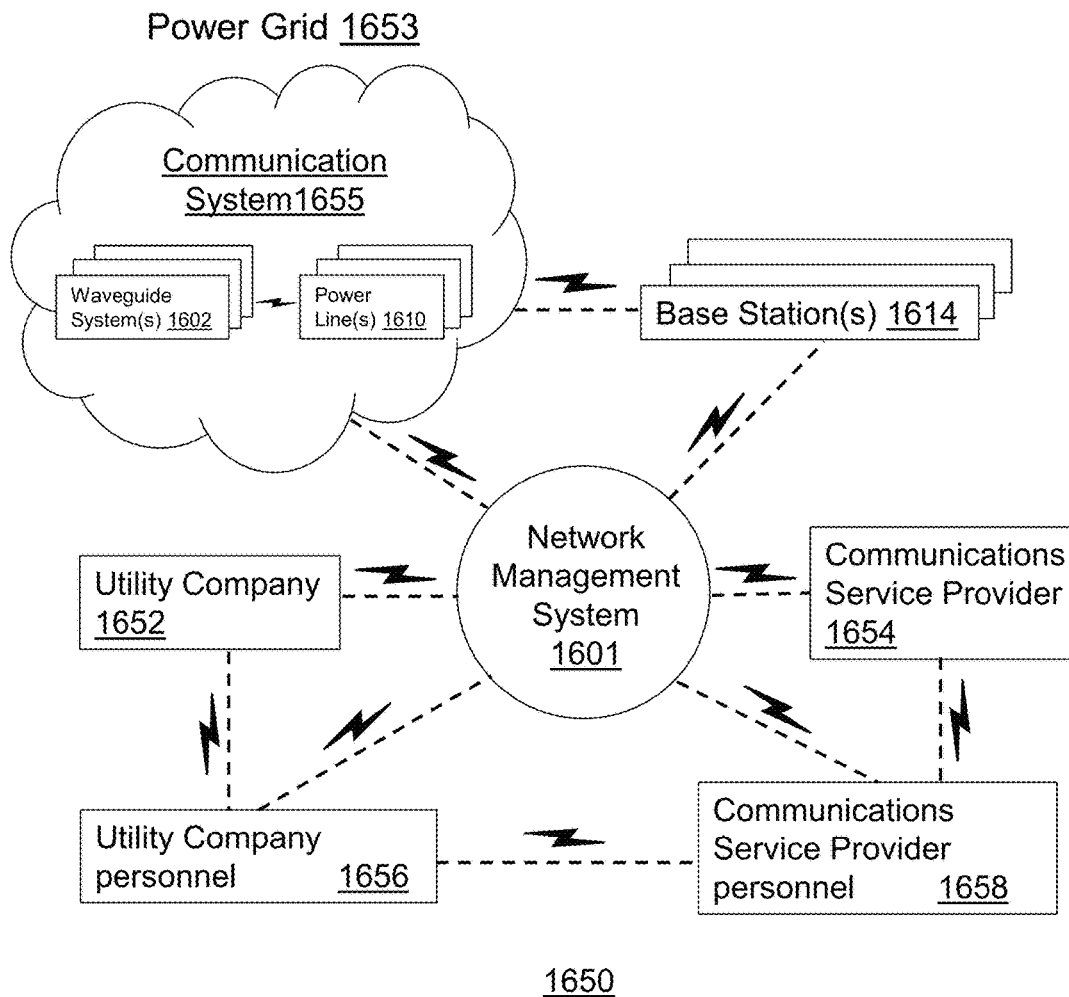 Power Grid 1653
Communication
System1655
Waveguide
System(s) 1602
Power
Line(s) 1610
Base Station(s) 1614
Network
Management
System
1601
Utility Company
1652
Communications
Service Provider
1654
Utility Company
personnel 1656
Communications
Service Provider
personnel 1658
1650